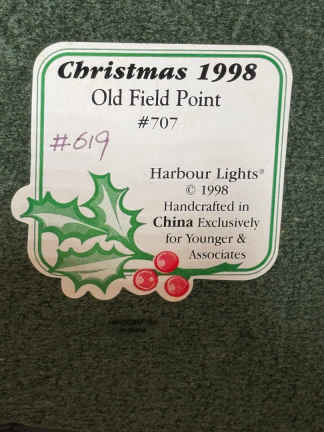 Christmas 1998
Old Field Point
#707
#619
Harbour Lights®
© 1998
Handcrafted in
China Exclusively
for Younger &
Associates